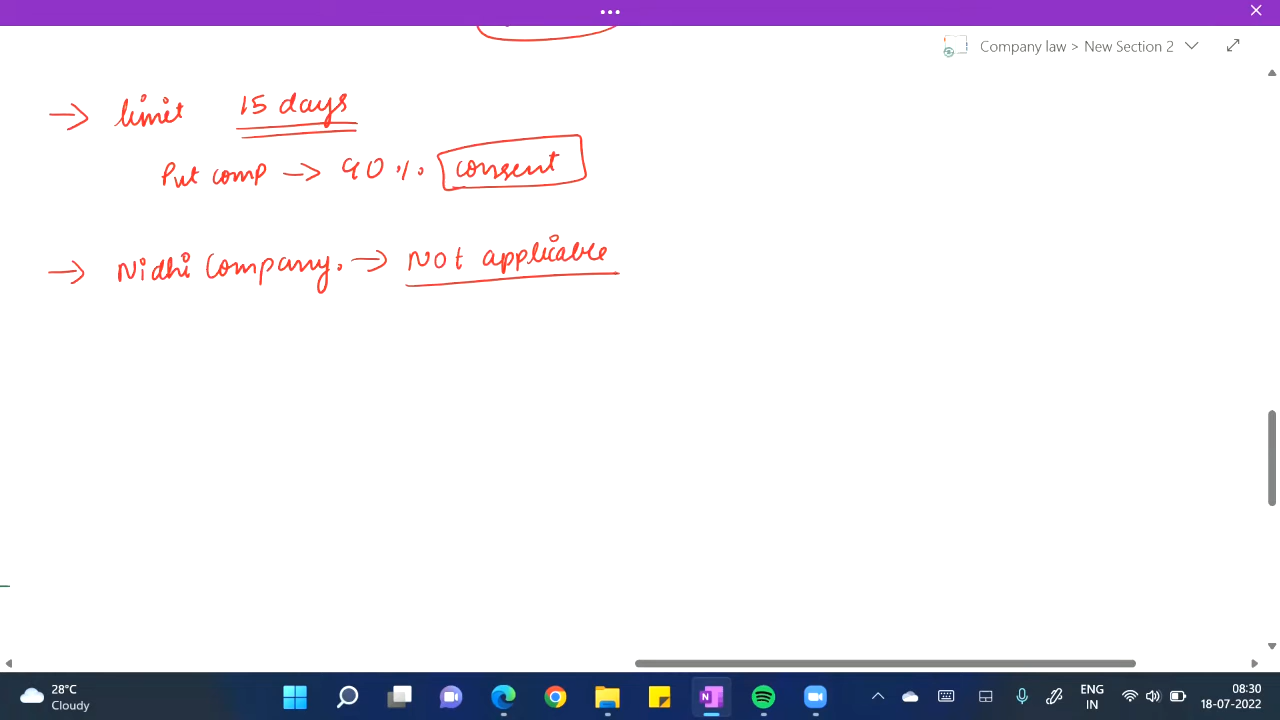 Company law > New Section 2
→ limit 15 days
Pvt comp → 90 %. consent
→ Nidhi Company. → Not applicable
28°C
Cloudy
ENG
IN
08:30
18-07-2022